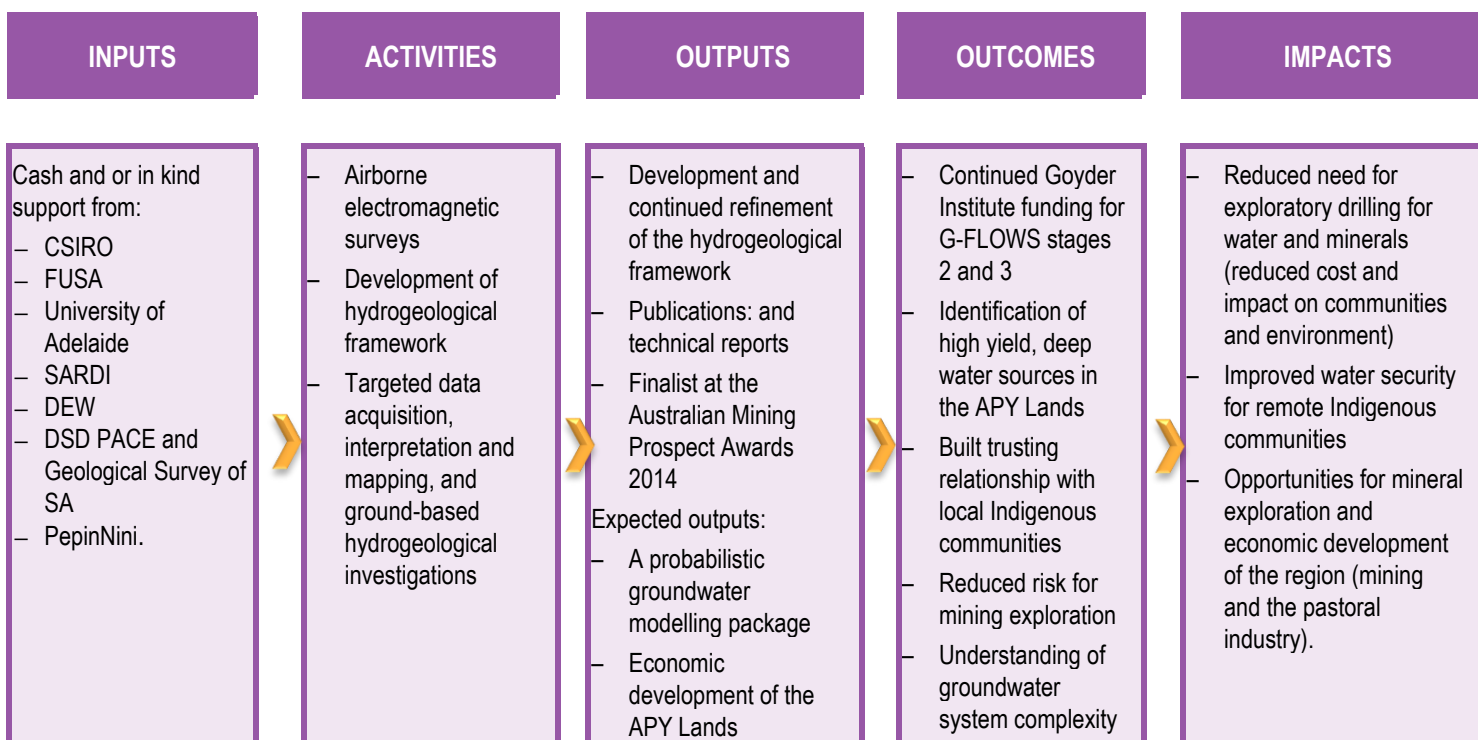 INPUTS
ACTIVITIES
OUTPUTS
OUTCOMES
IMPACTS
Cash and or in kind
support from:
– CSIRO
– FUSA
– University of
Adelaide
– SARDI
– DEW
– DSD PACE and
Geological Survey of
SA
– PepinNini.
– Airborne
electromagnetic
surveys
– Development of
hydrogeological
framework
– Targeted data
acquisition,
interpretation and
mapping, and
ground-based
hydrogeological
investigations
– Development and
continued refinement
of the hydrogeological
framework
– Publications: and
technical reports
– Finalist at the
Australian Mining
Prospect Awards
2014
Expected outputs:
– A probabilistic
groundwater
modelling package
– Economic
development of the
APY Lands
– Continued Goyder
Institute funding for
G-FLOWS stages
2 and 3
– Identification of
high yield, deep
water sources in
the APY Lands
– Built trusting
relationship with
local Indigenous
communities
– Reduced risk for
mining exploration
– Understanding of
groundwater
system complexity
– Reduced need for
exploratory drilling for
water and minerals
(reduced cost and
impact on communities
and environment)
– Improved water security
for remote Indigenous
communities
– Opportunities for mineral
exploration and
economic development
of the region (mining
and the pastoral
industry).